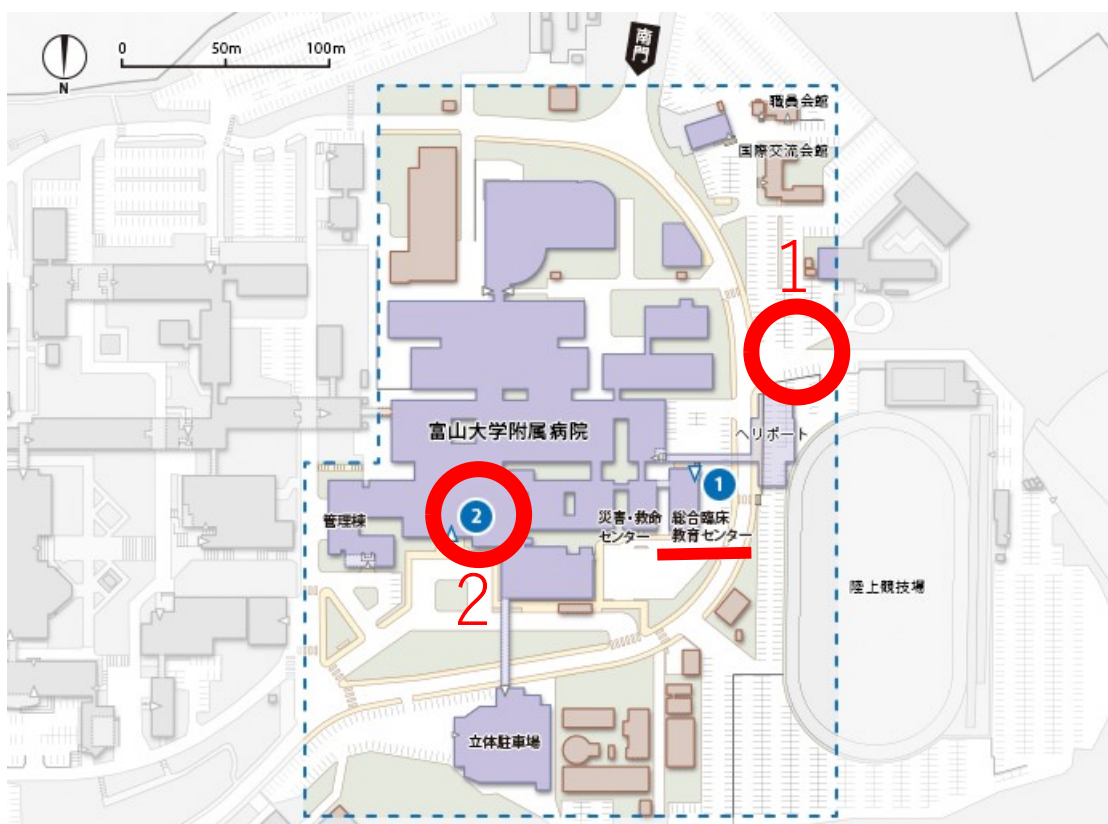 0 50m 100m
N
南門
職員会館
国際交流会館
1
富山大学附属病院
ヘリポート
1
2
管理棟
災害・救命
センター
総合臨床
教育センター
2
陸上競技場
立体駐車場